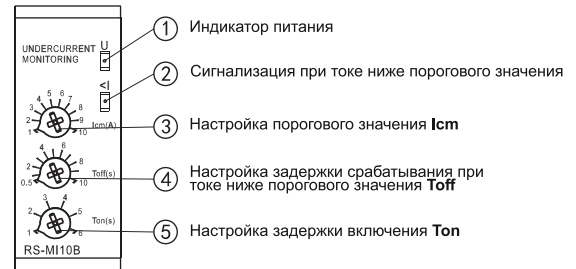 UNDERCURRENT U
MONITORING
<I
1 2 3 4 5 6 7 8 9 10
Icm(A)
0.5 2 4 6 8 10
Toff(s)
1 2 3 4 5 6
Ton(s)
RS-MI10B
1 Индикатор питания
2 Сигнализация при токе ниже порогового значения
3 Настройка порогового значения Icm
4 Настройка задержки срабатывания при
токе ниже порогового значения Toff
5 Настройка задержки включения Ton